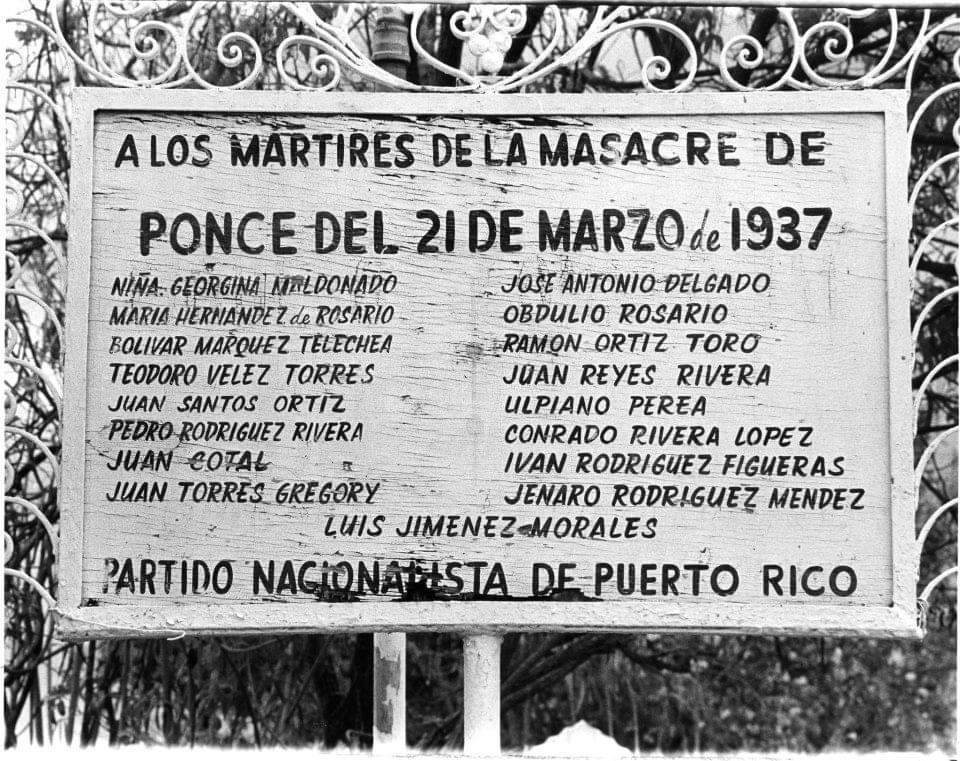 A LOS MARTIRES DE LA MASACRE DE
PONCE DEL 21 DE MARZO de 1937
NIÑA. GEORGINA MALDONADO
MARIA HERNANDEZ de ROSARIO
BOLIVAR MARQUEZ TELECHEA
TEODORO VELEZ TORRES
JUAN SANTOS ORTIZ
PEDRO RODRIGUEZ RIVERA
JUAN COTAL
JUAN TORRES GREGORY
JOSE ANTONIO DELGADO
OBDULIO ROSARIO
RAMON ORTIZ TORO
JUAN REYES RIVERA
ULPIANO PEREA
CONRADO RIVERA LOPEZ
IVAN RODRIGUEZ FIGUERAS
JENARO RODRIGUEZ MENDEZ
LUIS JIMENEZ MORALES
PARTIDO NACIONALISTA DE PUERTO RICO